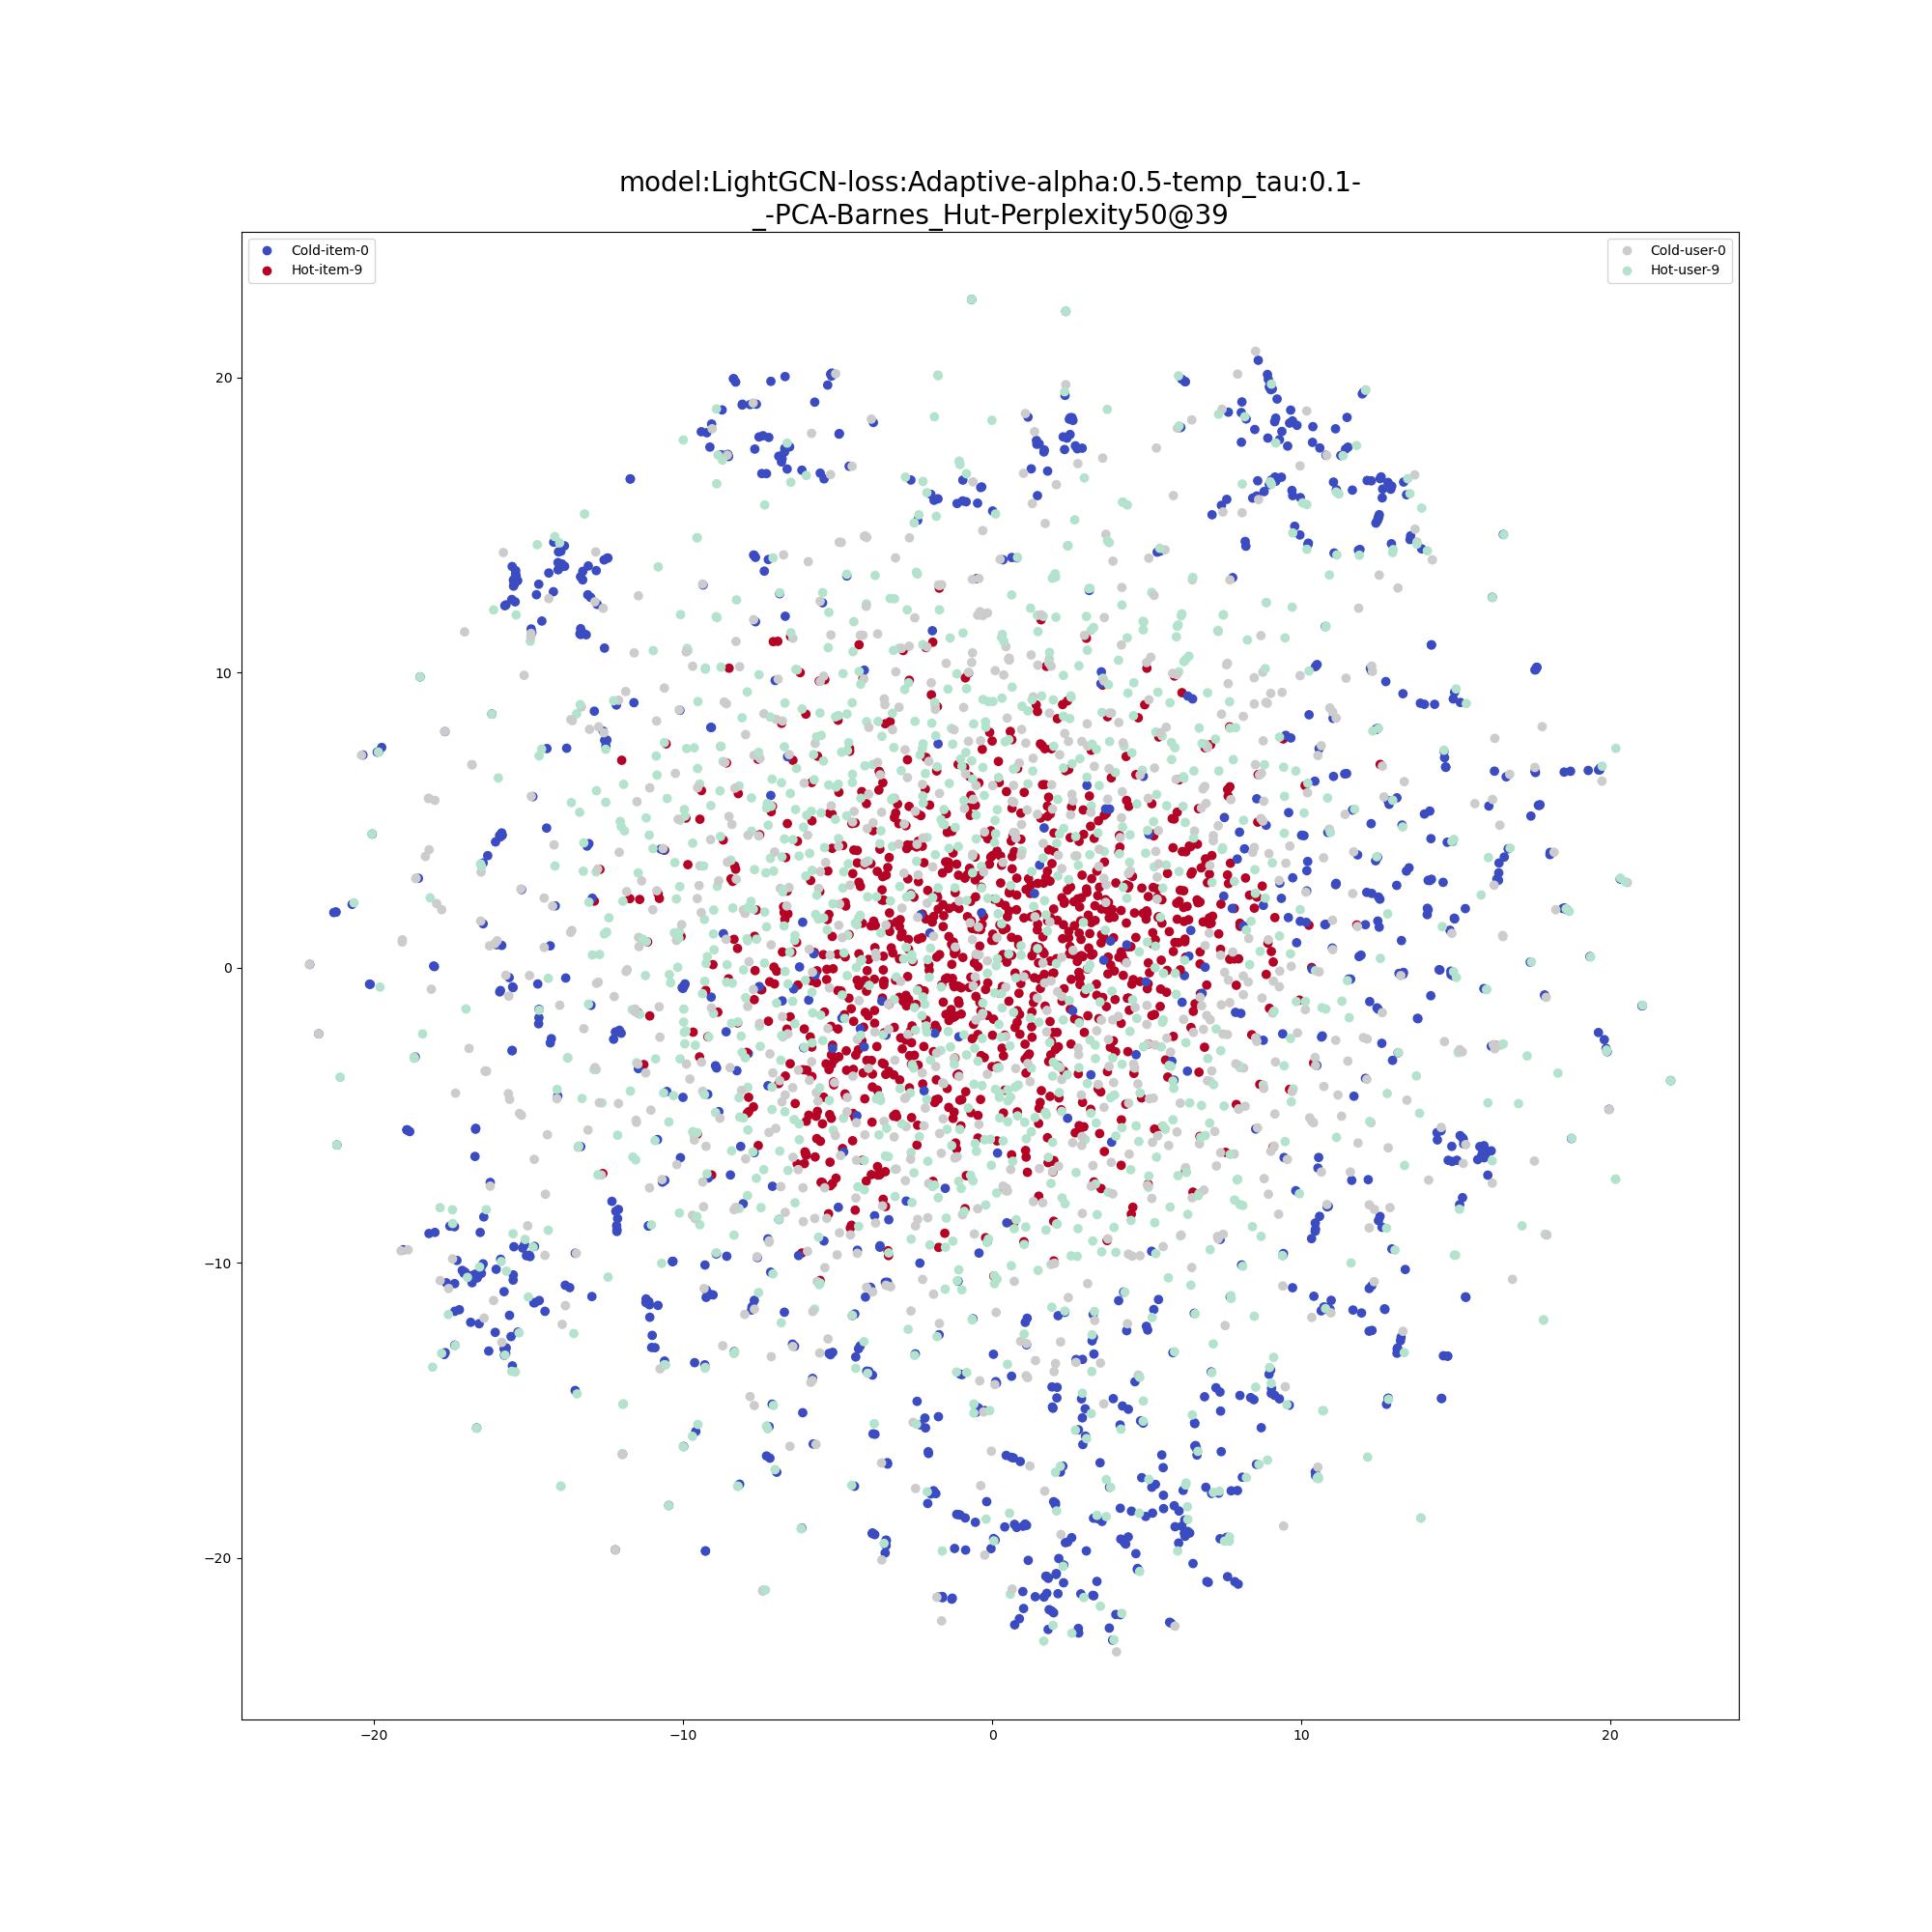 model:LightGCN-loss:Adaptive-alpha:0.5-temp_tau:0.1-
_-PCA-Barnes_Hut-Perplexity50@39
Cold-item-0
Hot-item-9
Cold-user-0
Hot-user-9
20
10
0
−10
−20
−20
−10
0
10
20